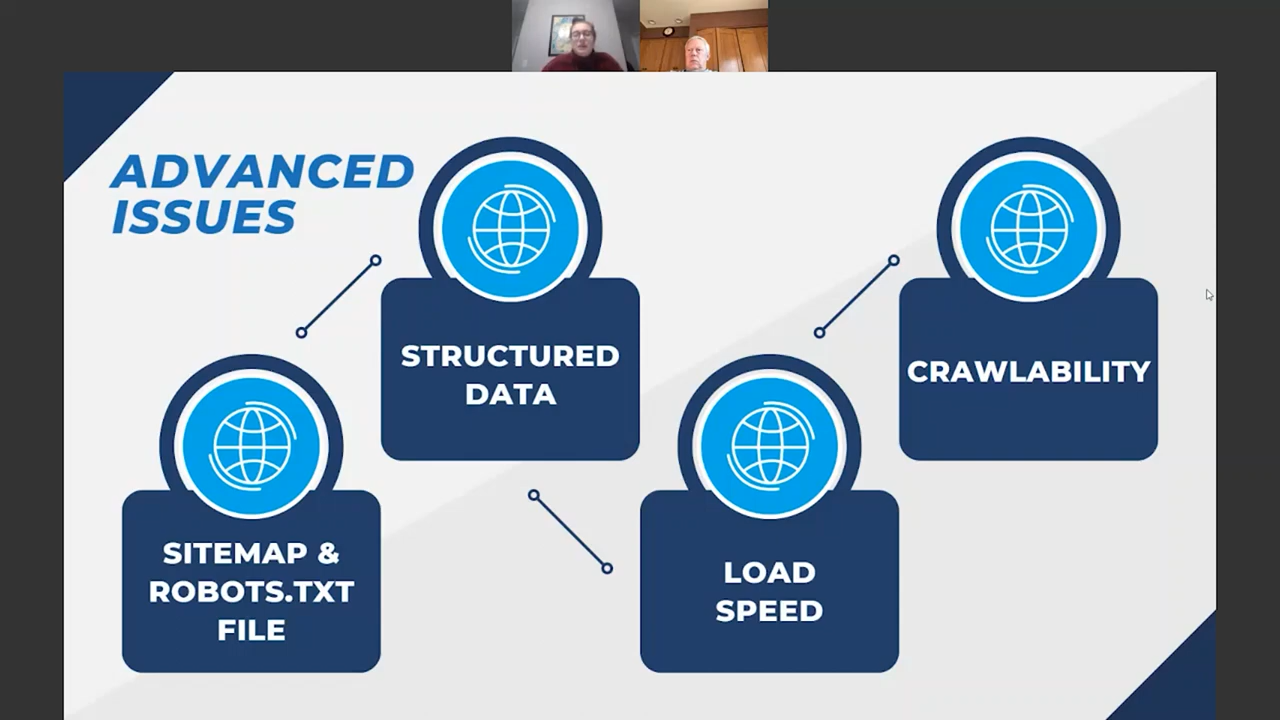 ADVANCED
ISSUES
SITEMAP &
ROBOTS.TXT
FILE
STRUCTURED
DATA
LOAD
SPEED
CRAWLABILITY